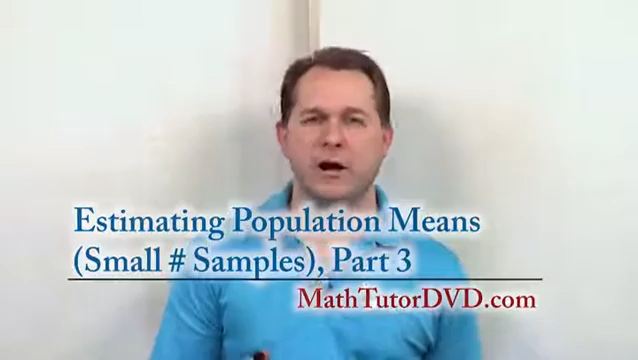 Estimating Population Means
(Small # Samples), Part 3
MathTutorDVD.com